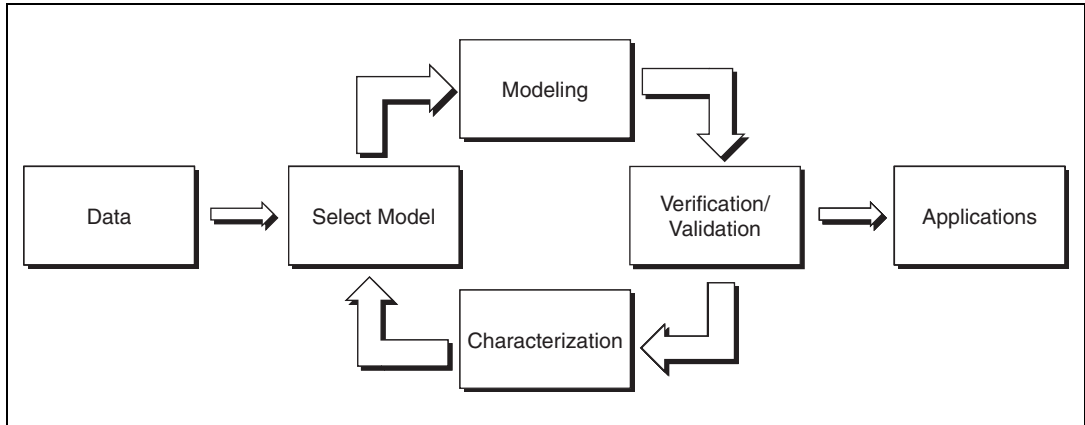 Modeling
Data
Select Model
Verification/
Validation
Applications
Characterization